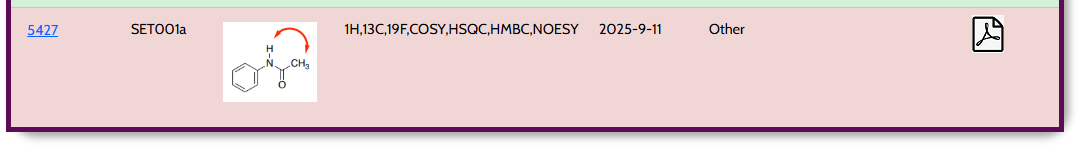 5427 SET001a 1H,13C,19F,COSY,HSQC,HMBC,NOESY 2025-9-11 Other
H
N CH3
O